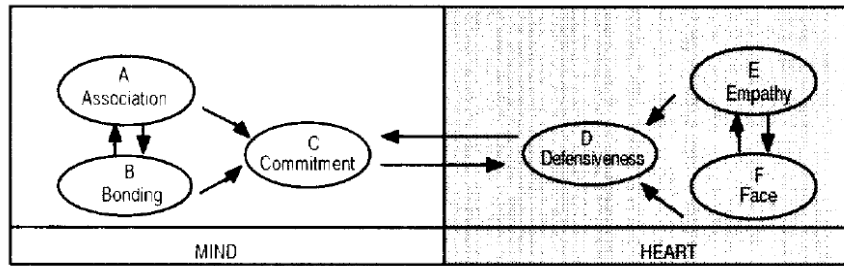 A
Association
B
Bonding
C
Commitment
D
Defensiveness
E
Empathy
F
Face
MIND
HEART